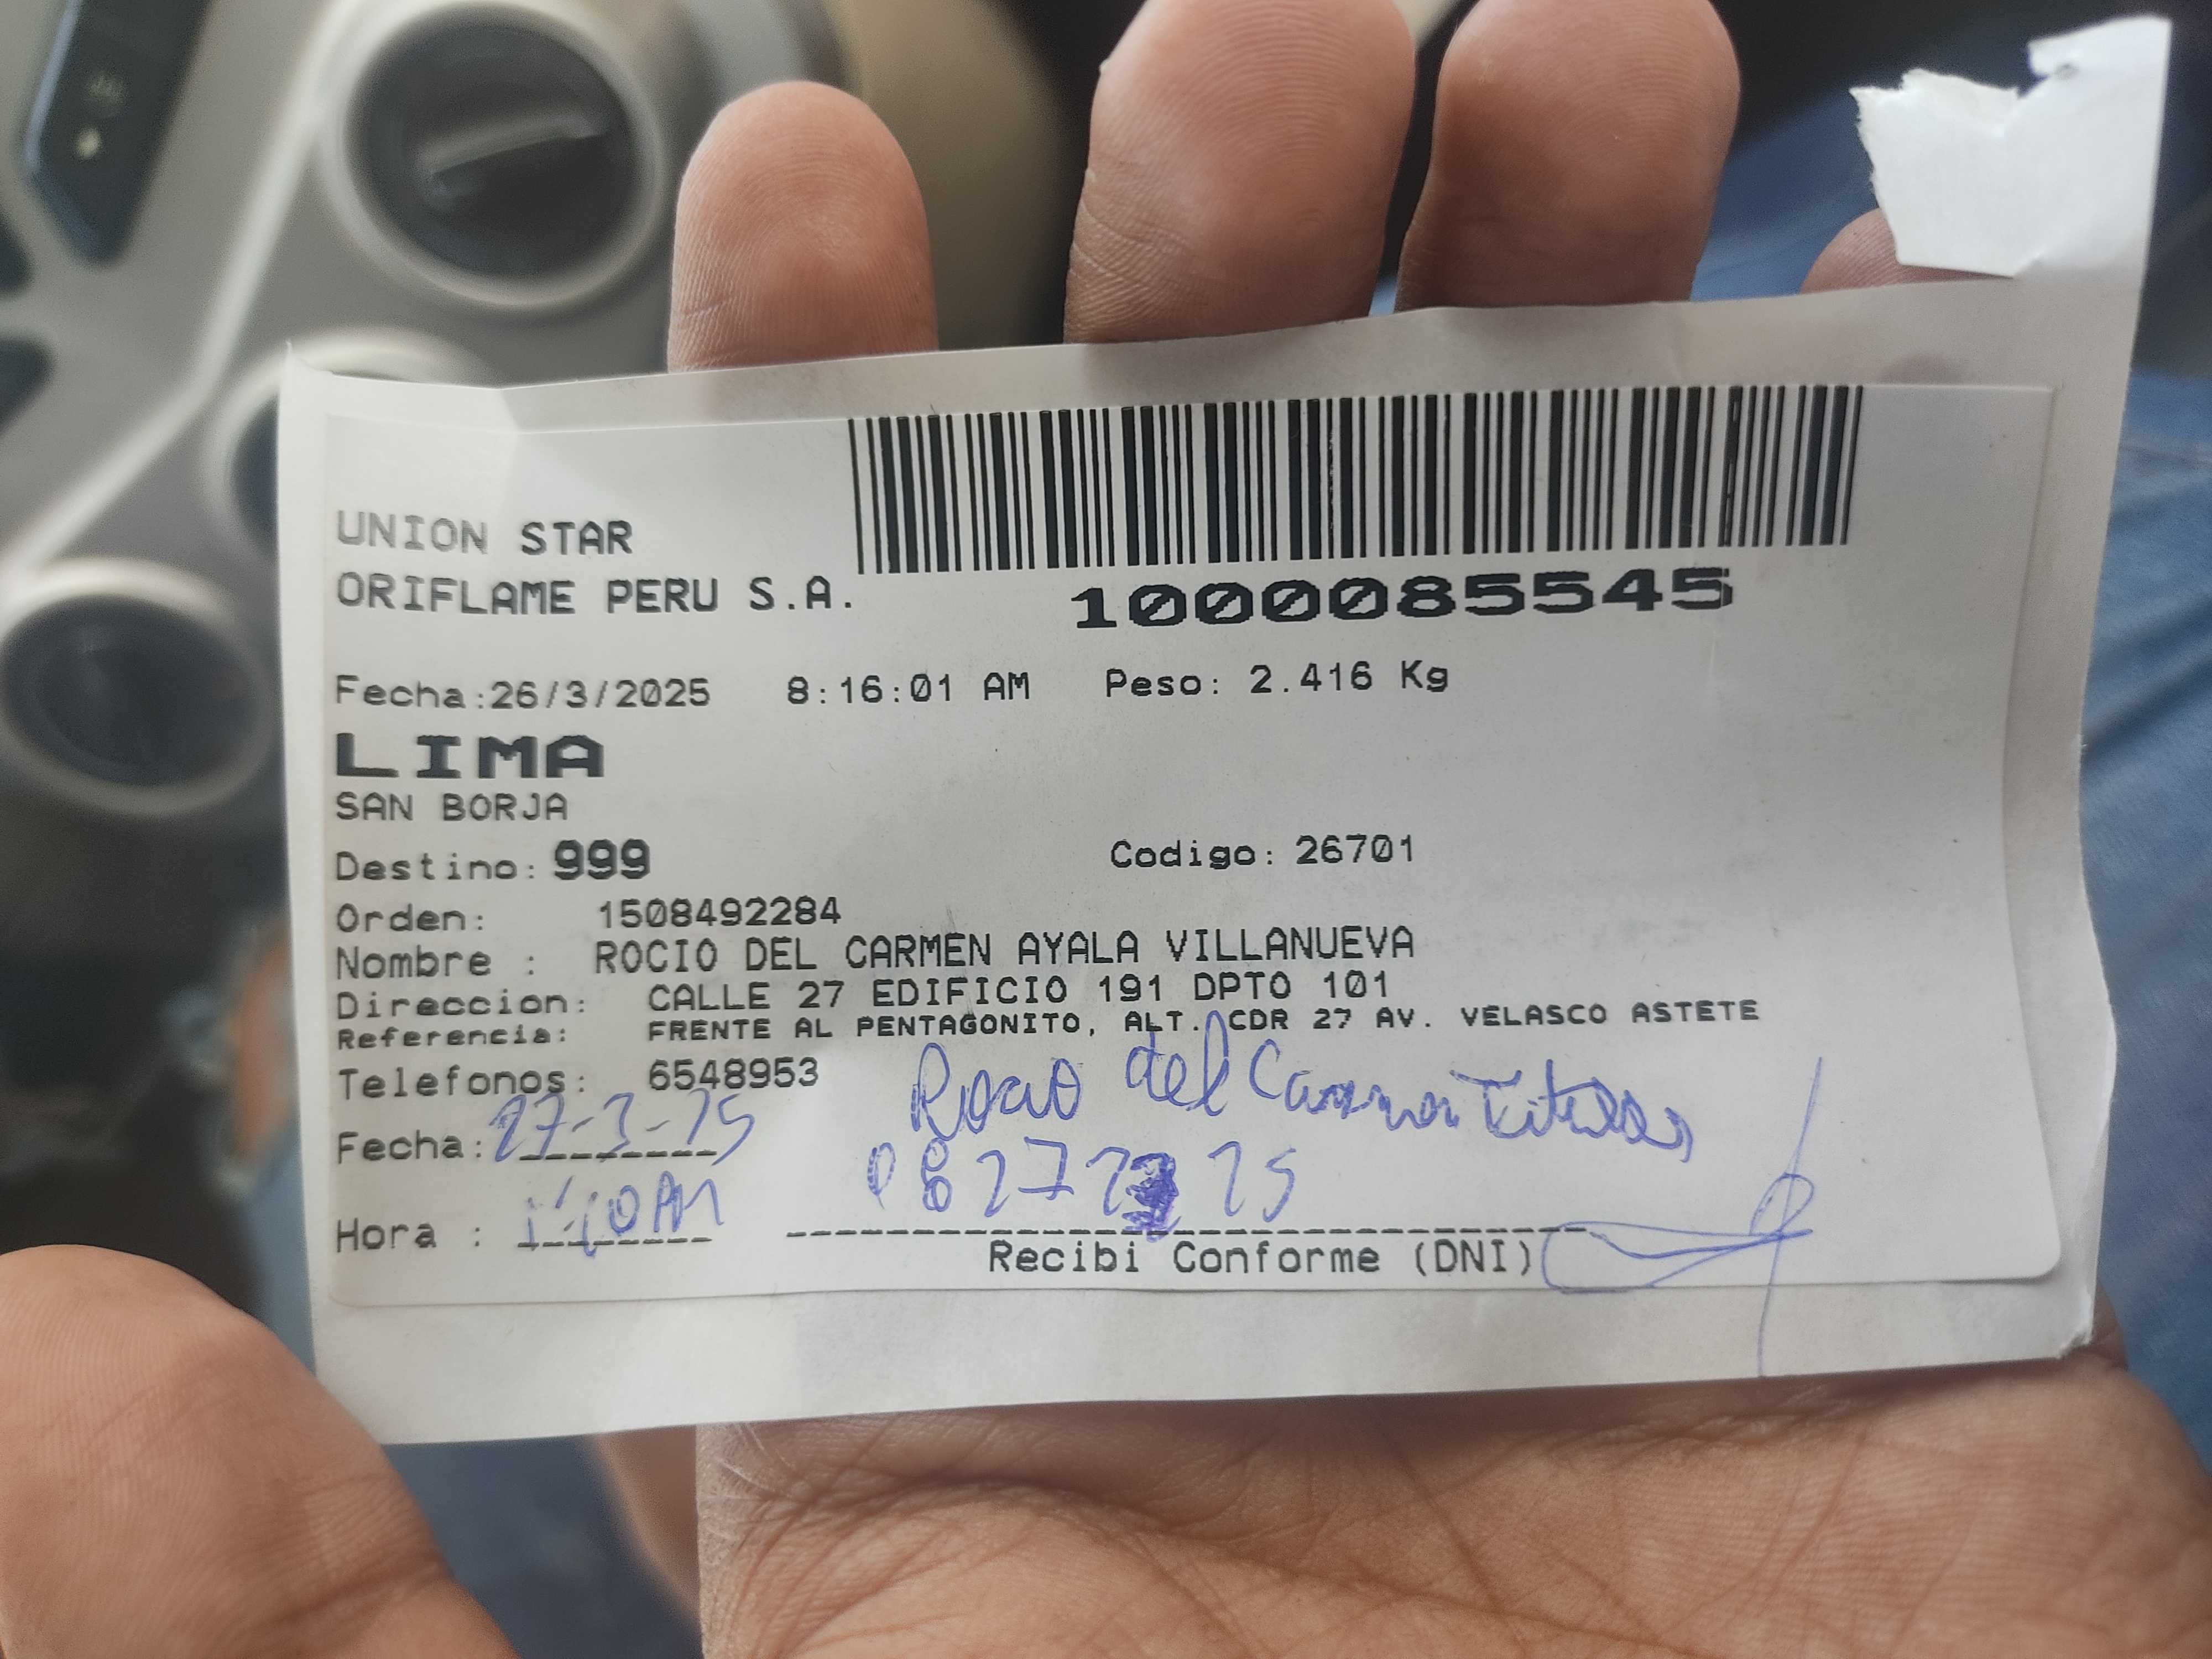 UNION STAR
ORIFLAME PERU S.A.
1000085545
Fecha:26/3/2025 8:16:01 AM Peso: 2.416 Kg
LIMA
SAN BORJA
Destino: 999 Codigo: 26701
Orden: 1508492284
Nombre : ROCIO DEL CARMEN AYALA VILLANUEVA
Direccion: CALLE 27 EDIFICIO 191 DPTO 101
Referencia: FRENTE AL PENTAGONITO, ALT. CDR 27 AV. VELASCO ASTETE
Telefonos: 6548953
Rocio del Carmen
Fecha: 27-3-25
Hora :
Recibi Conforme (DNI)